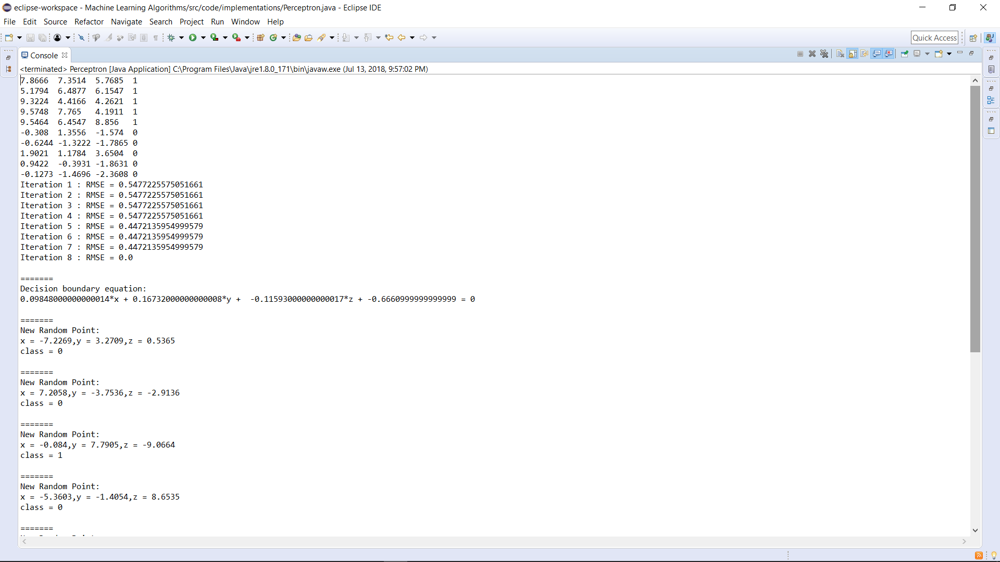 eclipse-workspace - Machine Learning Algorithms/src/code/implementations/Perceptron.java - Eclipse IDE
File Edit Source Refactor Navigate Search Project Run Window Help
Quick Access
Console
<terminated> Perceptron [Java Application] C:\Program Files\Java\jre1.8.0_171\bin\javaw.exe (Jul 13, 2018, 9:57:02 PM)
7.8666 7.3514 5.7685 1
5.1794 6.4877 6.1547 1
9.3224 4.4166 4.2621 1
9.5748 7.765 4.1911 1
9.5464 6.4547 8.856 1
-0.308 1.3556 -1.574 0
-0.6244 -1.3222 -1.7865 0
1.9021 1.1784 3.6504 0
0.9422 -0.3931 -1.8631 0
-0.1273 -1.4696 -2.3608 0
Iteration 1 : RMSE = 0.5477225575051661
Iteration 2 : RMSE = 0.5477225575051661
Iteration 3 : RMSE = 0.5477225575051661
Iteration 4 : RMSE = 0.5477225575051661
Iteration 5 : RMSE = 0.4472135954999579
Iteration 6 : RMSE = 0.4472135954999579
Iteration 7 : RMSE = 0.4472135954999579
Iteration 8 : RMSE = 0.0
=======
Decision boundary equation:
0.09848000000000014*x + 0.16732000000000008*y +  -0.11593000000000017*z + -0.6660999999999999 = 0
=======
New Random Point:
x = -7.2269,y = 3.2709,z = 0.5365
class = 0
=======
New Random Point:
x = 7.2058,y = -3.7536,z = -2.9136
class = 0
=======
New Random Point:
x = -0.084,y = 7.7905,z = -9.0664
class = 1
=======
New Random Point:
x = -5.3603,y = -1.4054,z = 8.6535
class = 0
=======